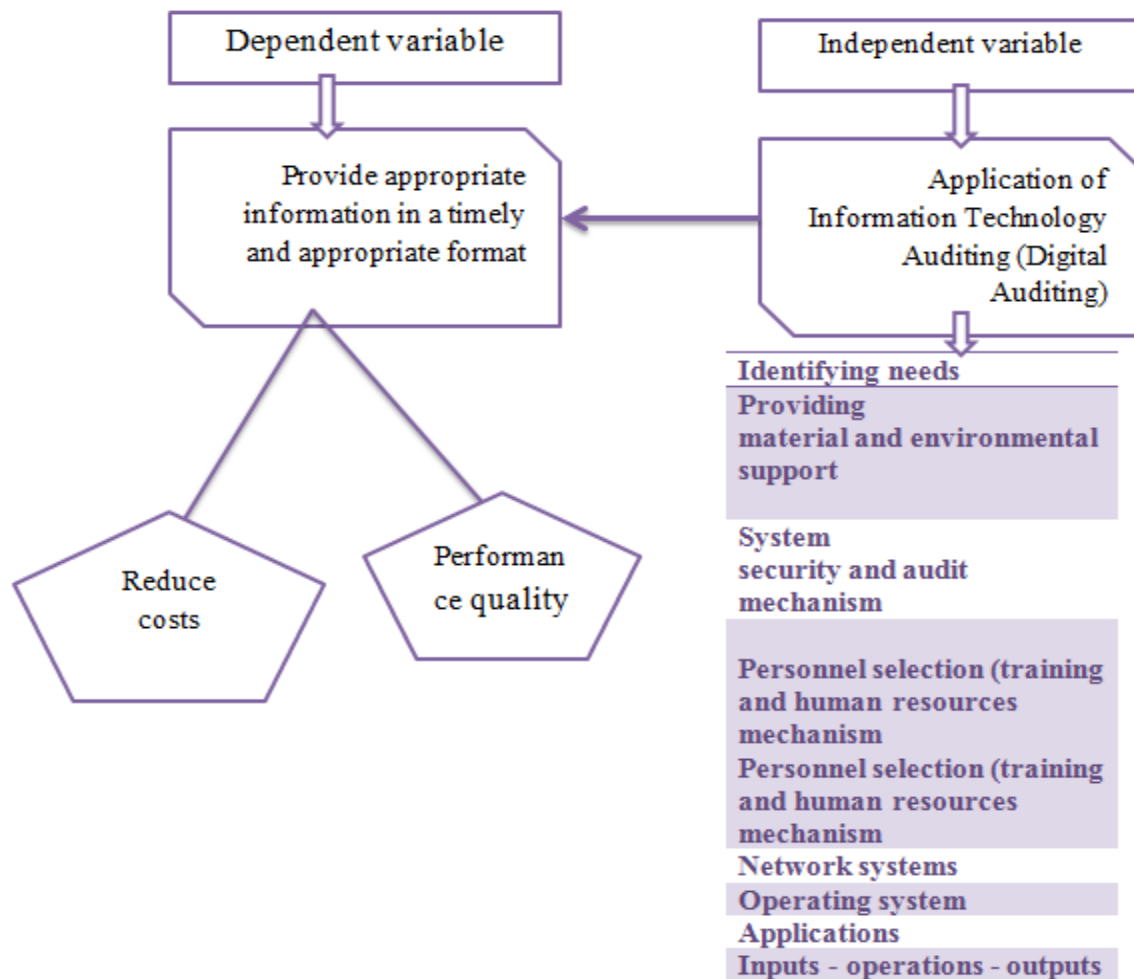 Dependent variable
Independent variable
Provide appropriate
information in a timely
and appropriate format
Application of
Information Technology
Auditing (Digital
Auditing)
Reduce
costs
Performan
ce quality
Identifying needs
Providing
material and environmental
support
System
security and audit
mechanism
Personnel selection (training
and human resources
mechanism
Personnel selection (training
and human resources
mechanism
Network systems
Operating system
Applications
Inputs - operations - outputs